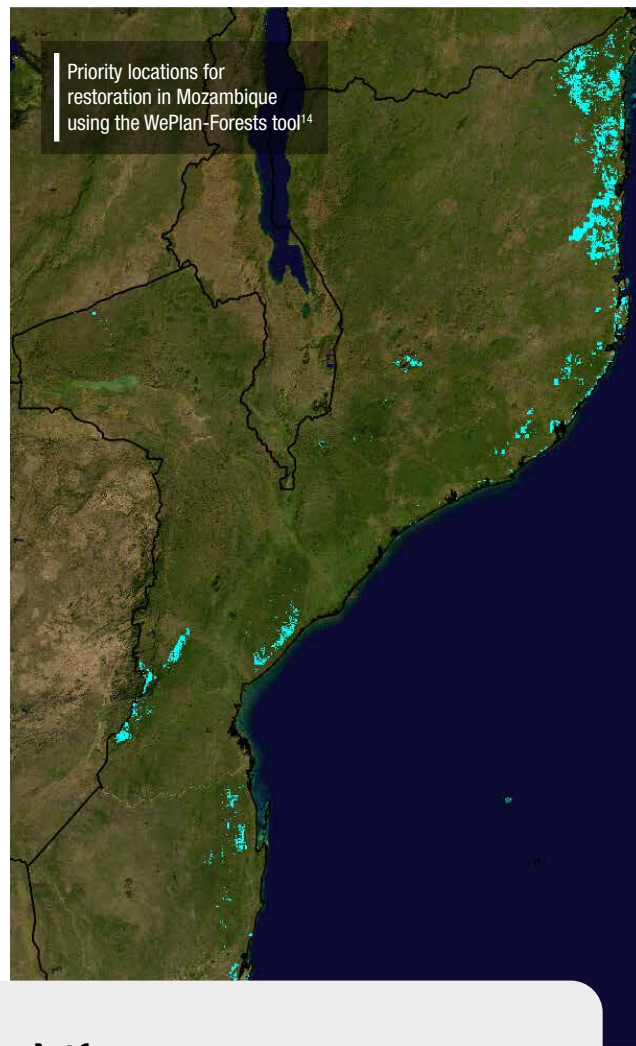 Priority locations for
restoration in Mozambique
using the WePlan-Forests tool¹⁴